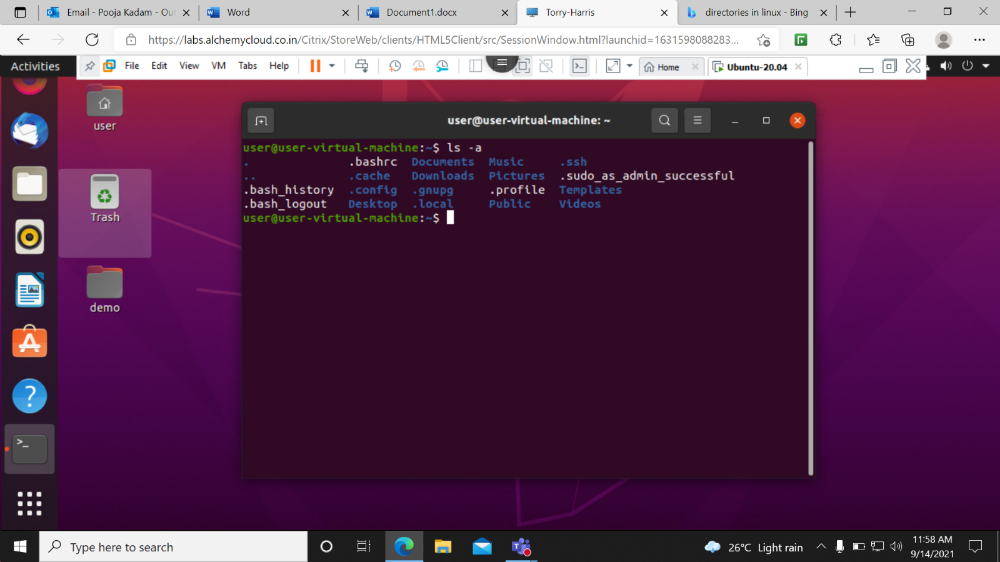 Email - Pooja Kadam - Ou
Word
Document1.docx
Torry-Harris
directories in linux - Bing
https://labs.alchemycloud.co.in/Citrix/StoreWeb/clients/HTML5Client/src/SessionWindow.html?launchid=1631598088283...
Activities
File Edit View VM Tabs Help
Home
Ubuntu-20.04
user
Trash
demo
user@user-virtual-machine: ~
user@user-virtual-machine:~$ ls -a
. .bashrc Documents Music .ssh
.. .cache Downloads Pictures .sudo_as_admin_successful
.bash_history .config .gnupg .profile Templates
.bash_logout Desktop .local Public Videos
user@user-virtual-machine:~$
Type here to search
26°C Light rain
11:58 AM
9/14/2021